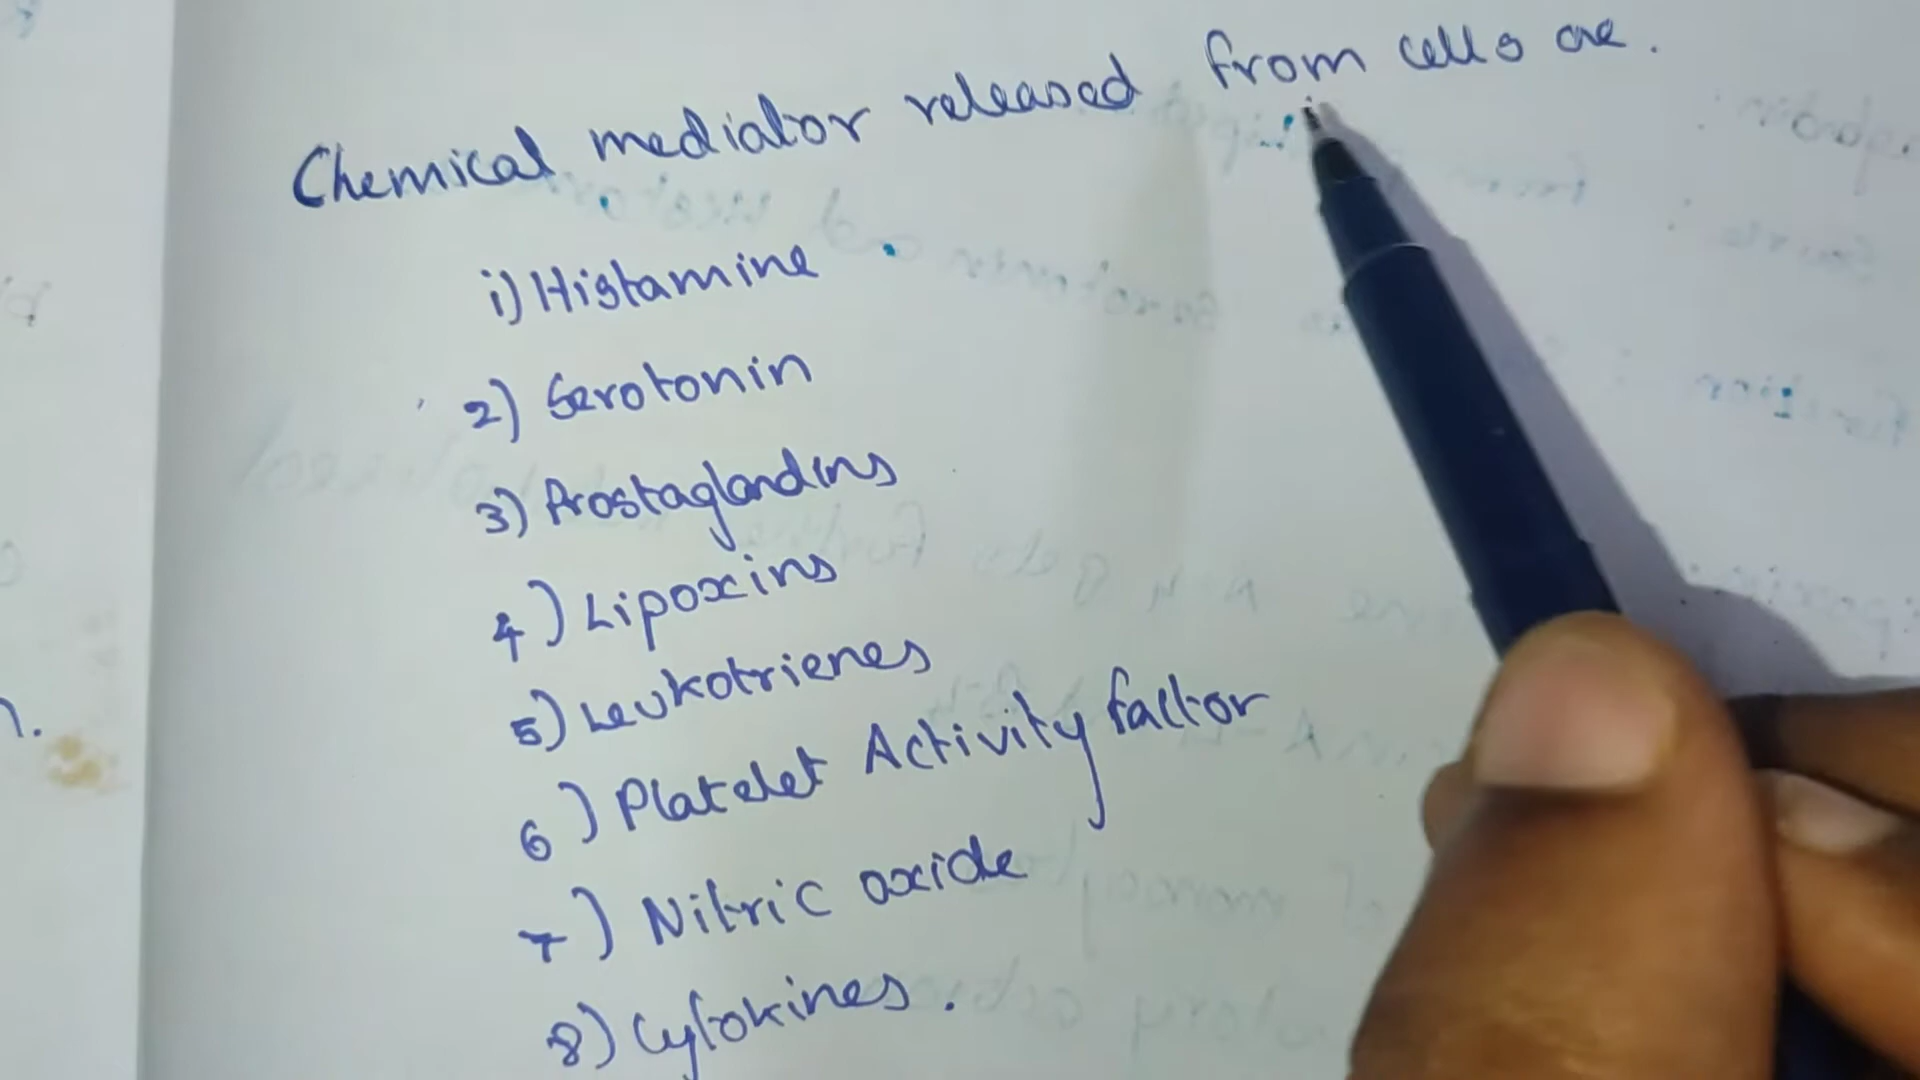 Chemical mediator released from cells are.
i) Histamine
2) Serotonin
3) Prostaglandins
4) Lipoxins
5) Leukotrienes
6) Platelet Activity factor
7) Nitric oxide
8) Cytokines.